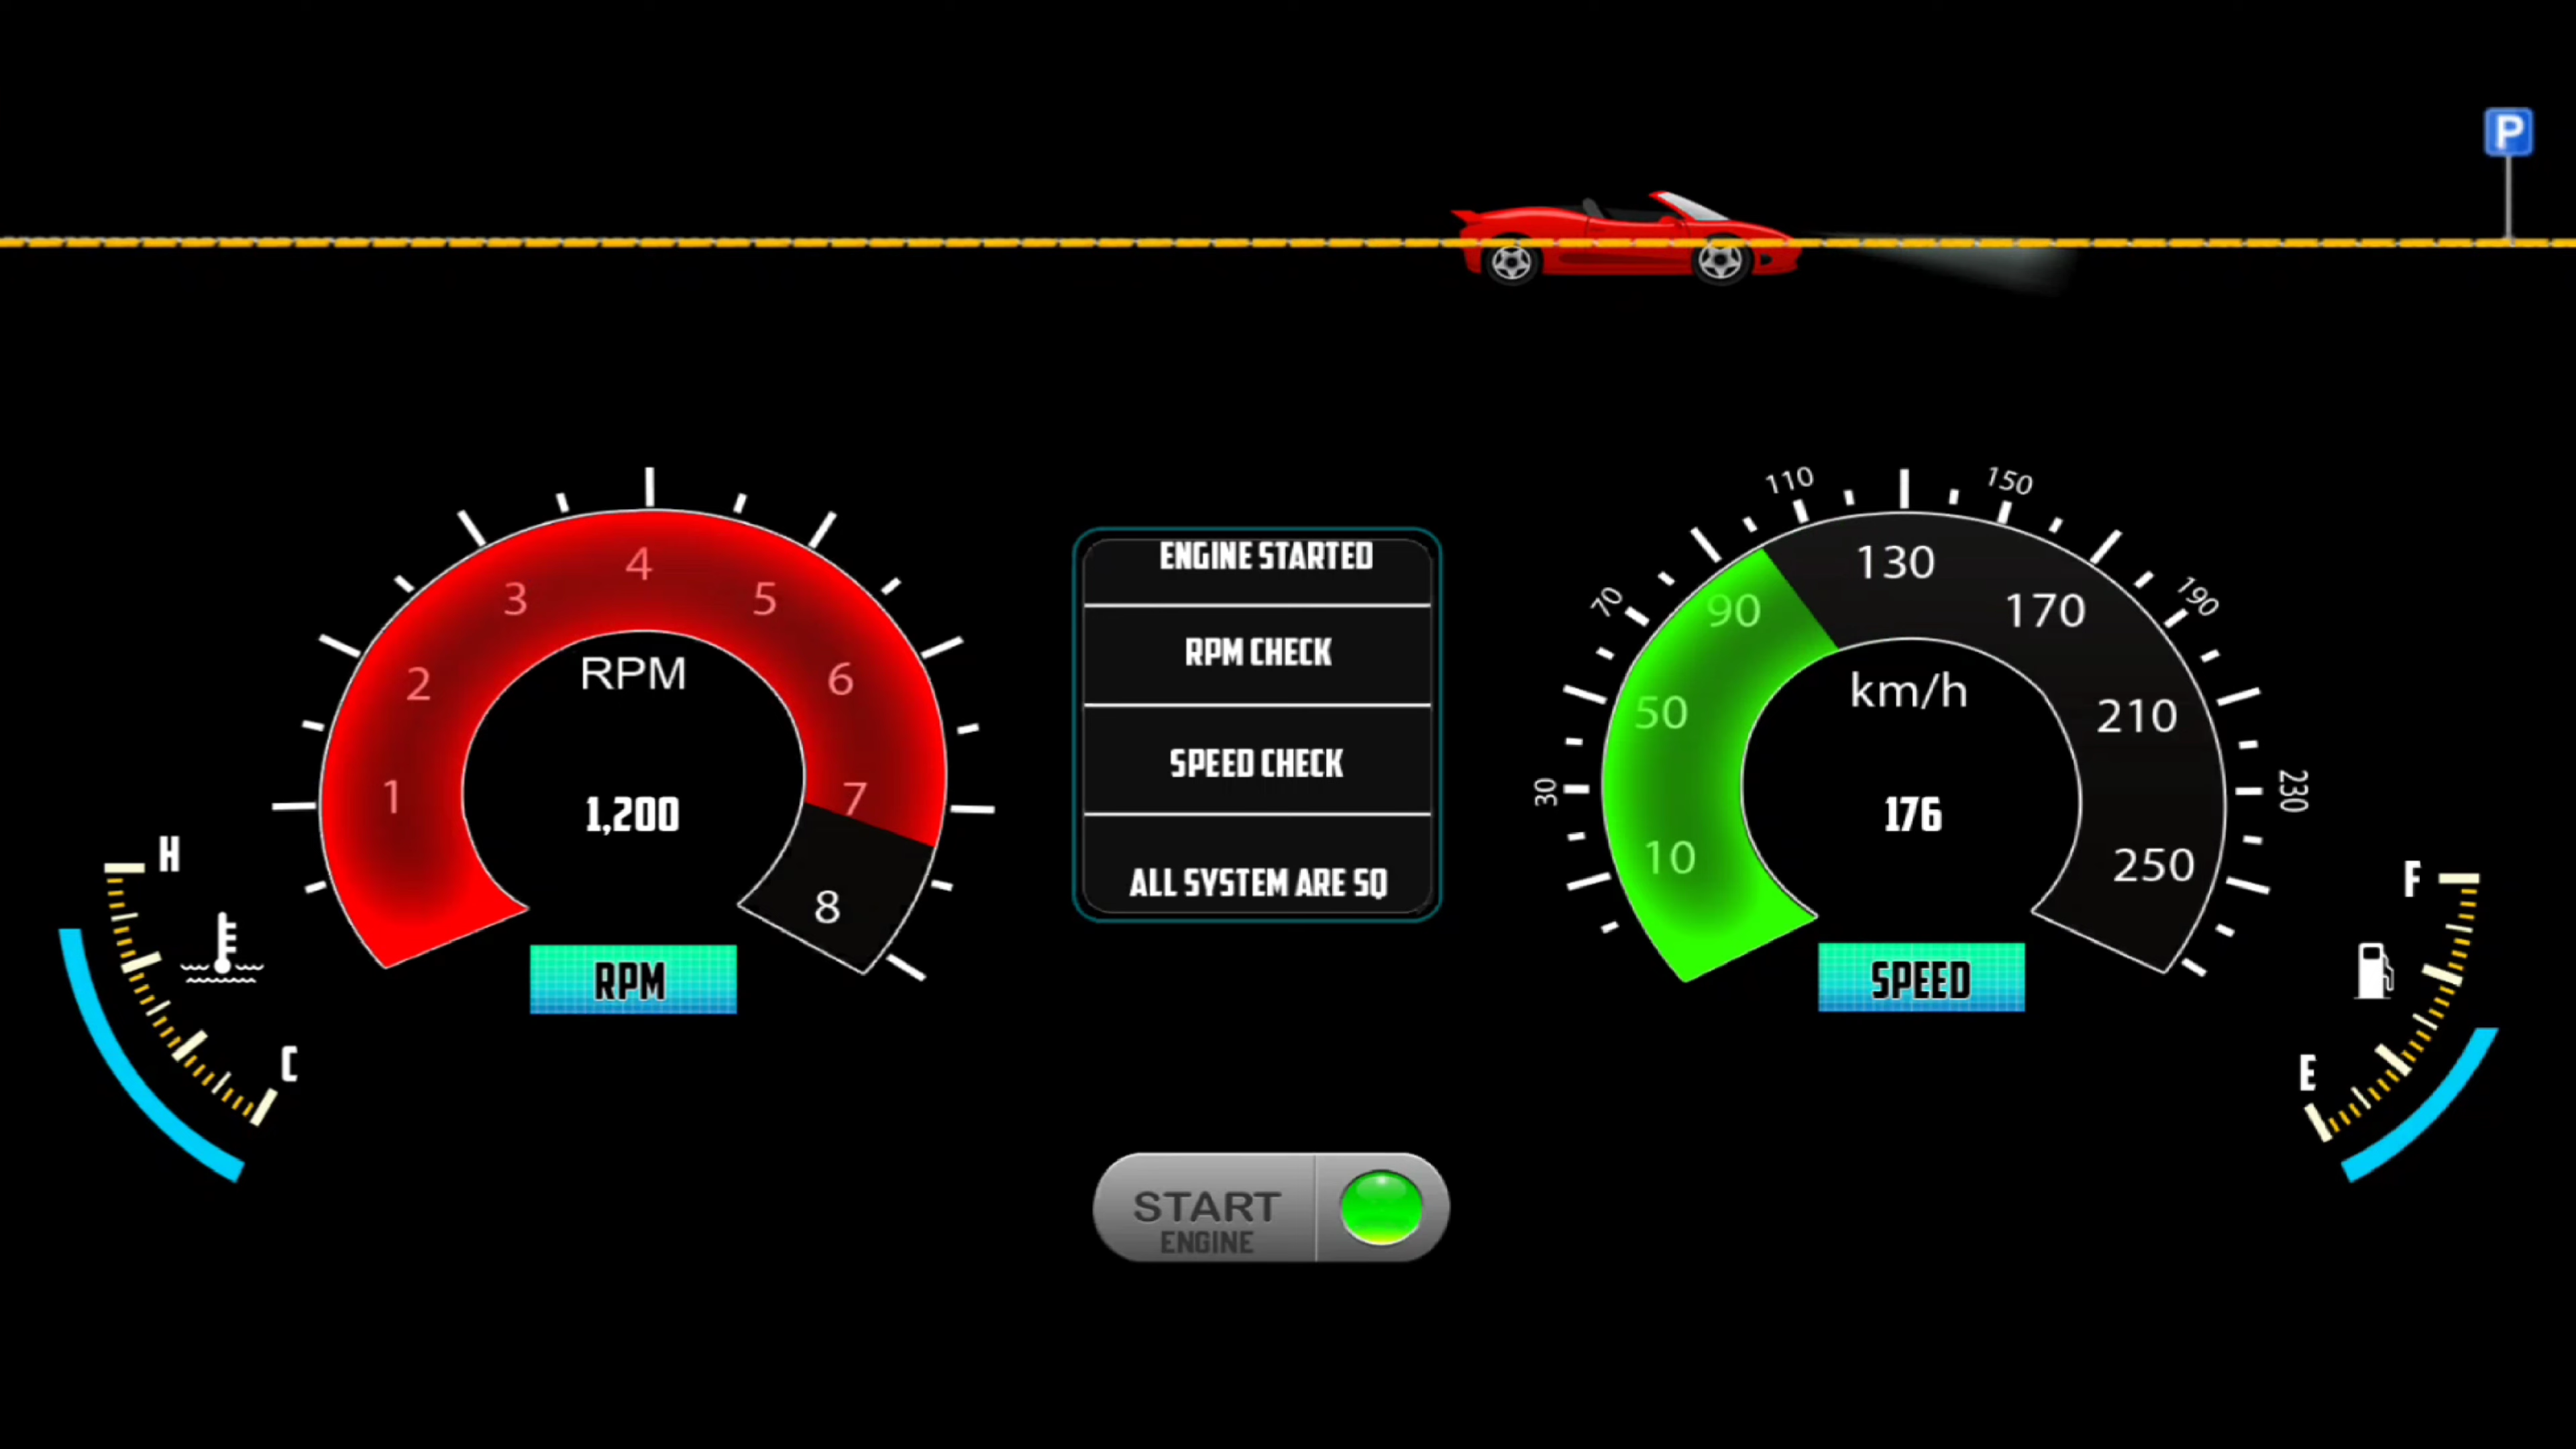 P
110
150
70
190
30
230
130
90
170
50
210
10
250
km/h
176
SPEED
4
3
5
2
6
1
7
8
RPM
1,200
RPM
ENGINE STARTED
RPM CHECK
SPEED CHECK
ALL SYSTEM ARE SQ
H
C
F
E
START
ENGINE